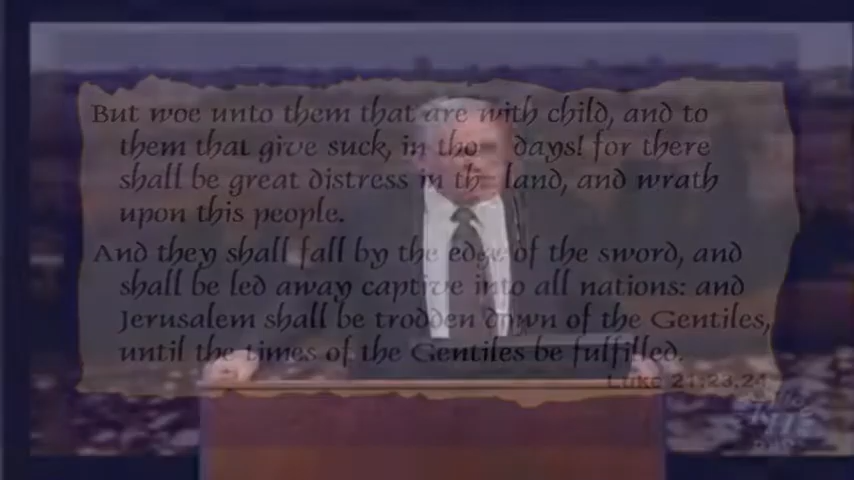 But woe unto them that are with child, and to
them that give suck, in those days! for there
shall be great distress in the land, and wrath
upon this people.
And they shall fall by the edge of the sword, and
shall be led away captive into all nations: and
Jerusalem shall be trodden down of the Gentiles,
until the times of the Gentiles be fulfilled.
Luke 21:23,24